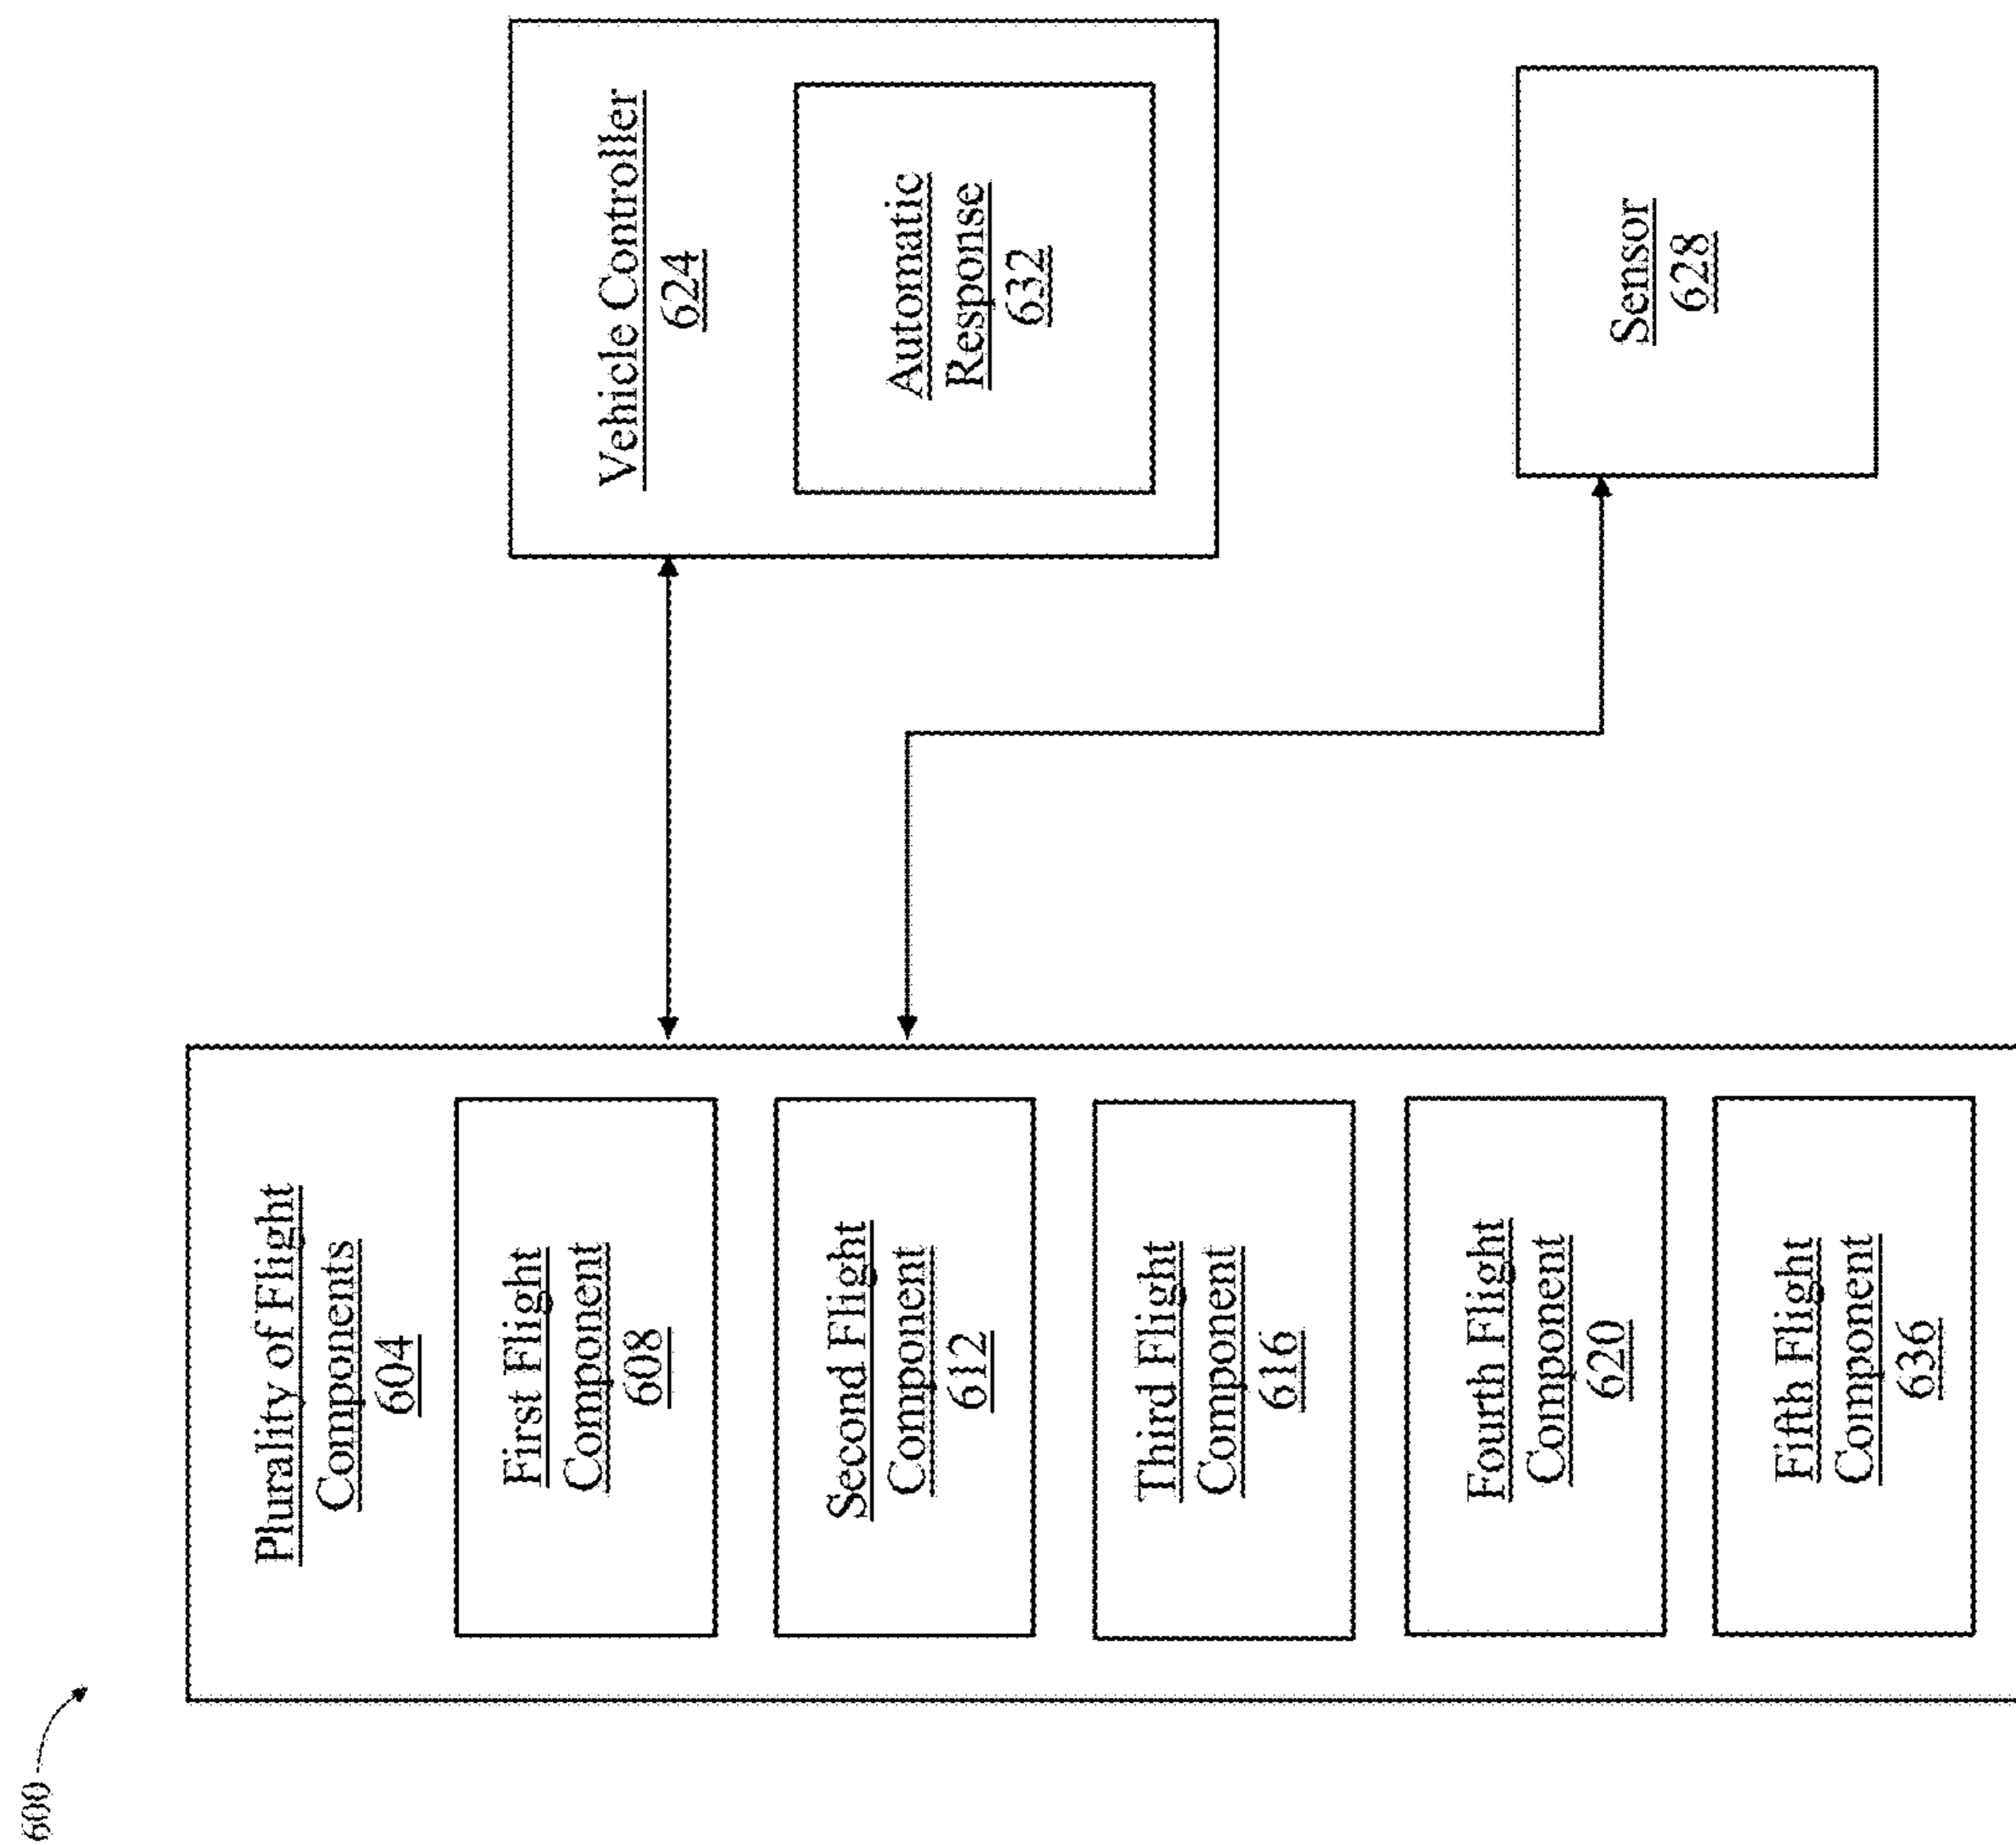 600
Plurality of Flight
Components
604
First Flight
Component
608
Second Flight
Component
612
Third Flight
Component
616
Fourth Flight
Component
620
Fifth Flight
Component
636
Vehicle Controller
624
Automatic
Response
632
Sensor
628